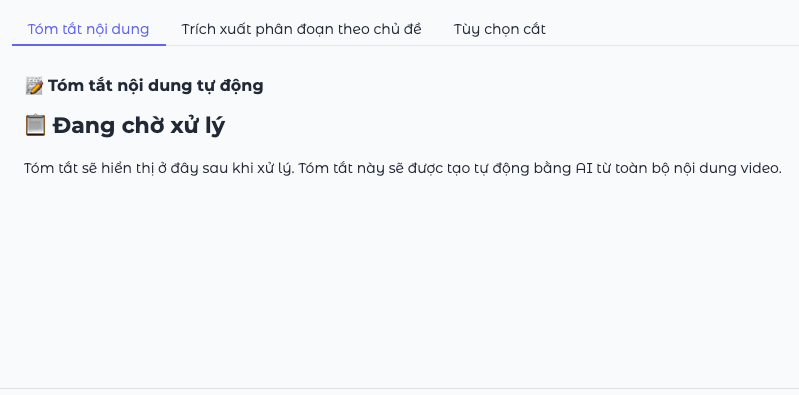 Tóm tắt nội dung
Trích xuất phân đoạn theo chủ đề
Tùy chọn cắt
Tóm tắt nội dung tự động
Đang chờ xử lý
Tóm tắt sẽ hiển thị ở đây sau khi xử lý. Tóm tắt này sẽ được tạo tự động bằng AI từ toàn bộ nội dung video.